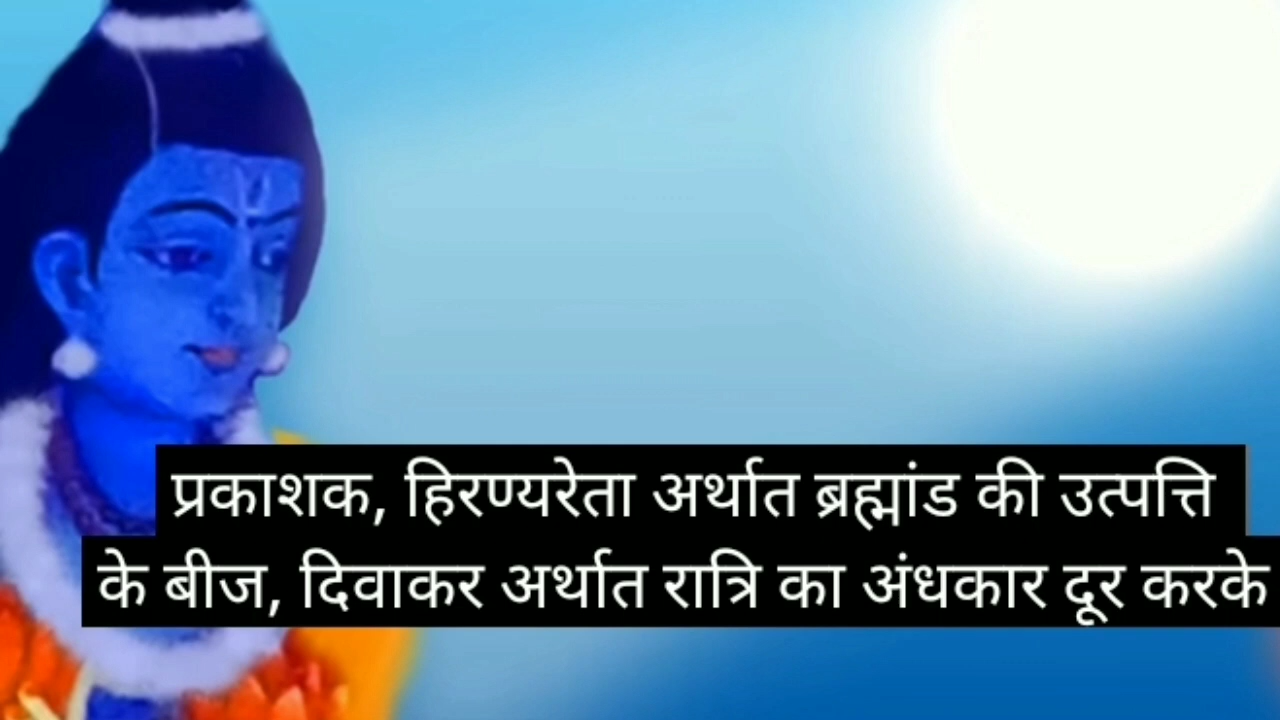 प्रकाशक, हिरण्यरेता अर्थात ब्रह्मांड की उत्पत्ति
के बीज, दिवाकर अर्थात रात्रि का अंधकार दूर करके